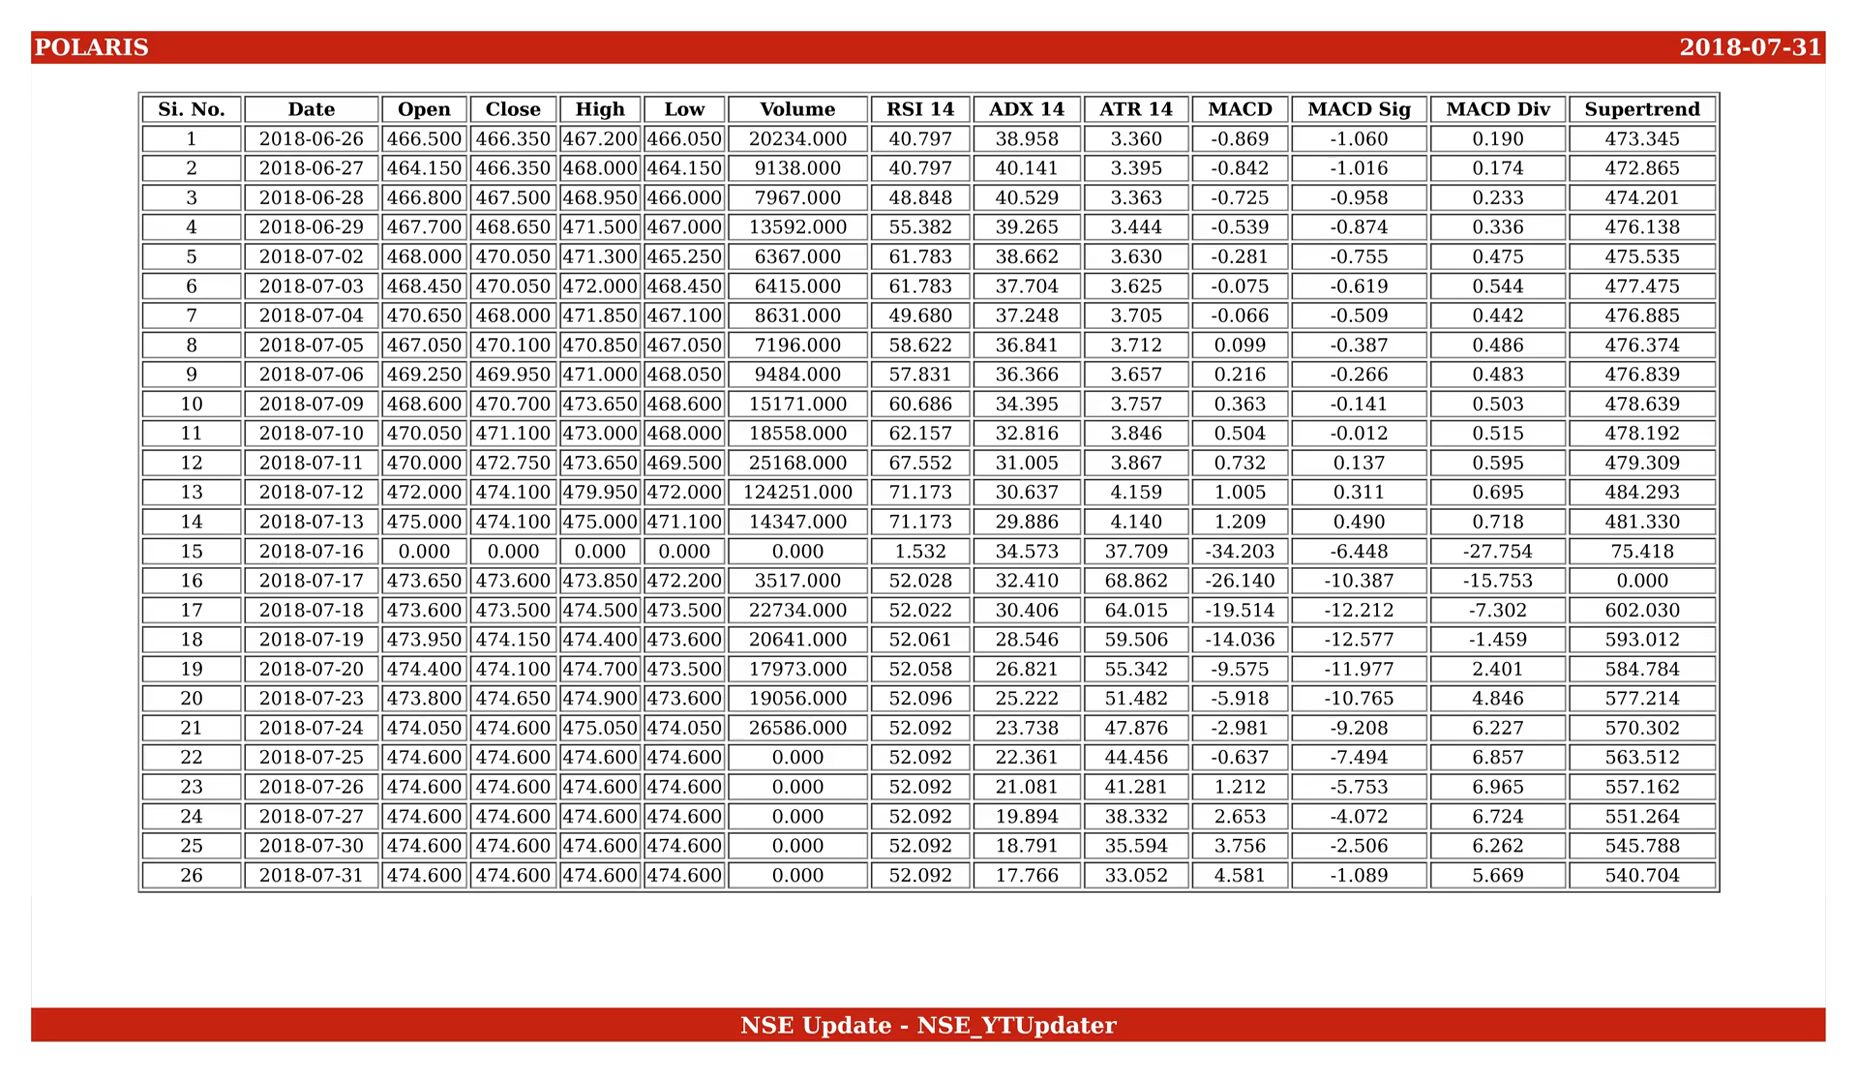 POLARIS 2018-07-31
Si. No. Date Open Close High Low Volume RSI 14 ADX 14 ATR 14 MACD MACD Sig MACD Div Supertrend
1 2018-06-26 466.500 466.350 467.200 466.050 20234.000 40.797 38.958 3.360 -0.869 -1.060 0.190 473.345
2 2018-06-27 464.150 466.350 468.000 464.150 9138.000 40.797 40.141 3.395 -0.842 -1.016 0.174 472.865
3 2018-06-28 466.800 467.500 468.950 466.000 7967.000 48.848 40.529 3.363 -0.725 -0.958 0.233 474.201
4 2018-06-29 467.700 468.650 471.500 467.000 13592.000 55.382 39.265 3.444 -0.539 -0.874 0.336 476.138
5 2018-07-02 468.000 470.050 471.300 465.250 6367.000 61.783 38.662 3.630 -0.281 -0.755 0.475 475.535
6 2018-07-03 468.450 470.050 472.000 468.450 6415.000 61.783 37.704 3.625 -0.075 -0.619 0.544 477.475
7 2018-07-04 470.650 468.000 471.850 467.100 8631.000 49.680 37.248 3.705 -0.066 -0.509 0.442 476.885
8 2018-07-05 467.050 470.100 470.850 467.050 7196.000 58.622 36.841 3.712 0.099 -0.387 0.486 476.374
9 2018-07-06 469.250 469.950 471.000 468.050 9484.000 57.831 36.366 3.657 0.216 -0.266 0.483 476.839
10 2018-07-09 468.600 470.700 473.650 468.600 15171.000 60.686 34.395 3.757 0.363 -0.141 0.503 478.639
11 2018-07-10 470.050 471.100 473.000 468.000 18558.000 62.157 32.816 3.846 0.504 -0.012 0.515 478.192
12 2018-07-11 470.000 472.750 473.650 469.500 25168.000 67.552 31.005 3.867 0.732 0.137 0.595 479.309
13 2018-07-12 472.000 474.100 479.950 472.000 124251.000 71.173 30.637 4.159 1.005 0.311 0.695 484.293
14 2018-07-13 475.000 474.100 475.000 471.100 14347.000 71.173 29.886 4.140 1.209 0.490 0.718 481.330
15 2018-07-16 0.000 0.000 0.000 0.000 0.000 1.532 34.573 37.709 -34.203 -6.448 -27.754 75.418
16 2018-07-17 473.650 473.600 473.850 472.200 3517.000 52.028 32.410 68.862 -26.140 -10.387 -15.753 0.000
17 2018-07-18 473.600 473.500 474.500 473.500 22734.000 52.022 30.406 64.015 -19.514 -12.212 -7.302 602.030
18 2018-07-19 473.950 474.150 474.400 473.600 20641.000 52.061 28.546 59.506 -14.036 -12.577 -1.459 593.012
19 2018-07-20 474.400 474.100 474.700 473.500 17973.000 52.058 26.821 55.342 -9.575 -11.977 2.401 584.784
20 2018-07-23 473.800 474.650 474.900 473.600 19056.000 52.096 25.222 51.482 -5.918 -10.765 4.846 577.214
21 2018-07-24 474.050 474.600 475.050 474.050 26586.000 52.092 23.738 47.876 -2.981 -9.208 6.227 570.302
22 2018-07-25 474.600 474.600 474.600 474.600 0.000 52.092 22.361 44.456 -0.637 -7.494 6.857 563.512
23 2018-07-26 474.600 474.600 474.600 474.600 0.000 52.092 21.081 41.281 1.212 -5.753 6.965 557.162
24 2018-07-27 474.600 474.600 474.600 474.600 0.000 52.092 19.894 38.332 2.653 -4.072 6.724 551.264
25 2018-07-30 474.600 474.600 474.600 474.600 0.000 52.092 18.791 35.594 3.756 -2.506 6.262 545.788
26 2018-07-31 474.600 474.600 474.600 474.600 0.000 52.092 17.766 33.052 4.581 -1.089 5.669 540.704
NSE Update - NSE_YTUpdater